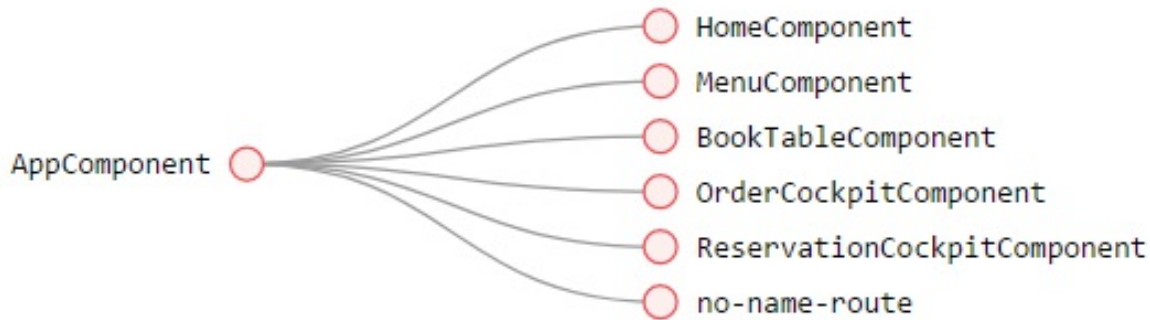 HomeComponent
MenuComponent
BookTableComponent
AppComponent
OrderCockpitComponent
ReservationCockpitComponent
no-name-route